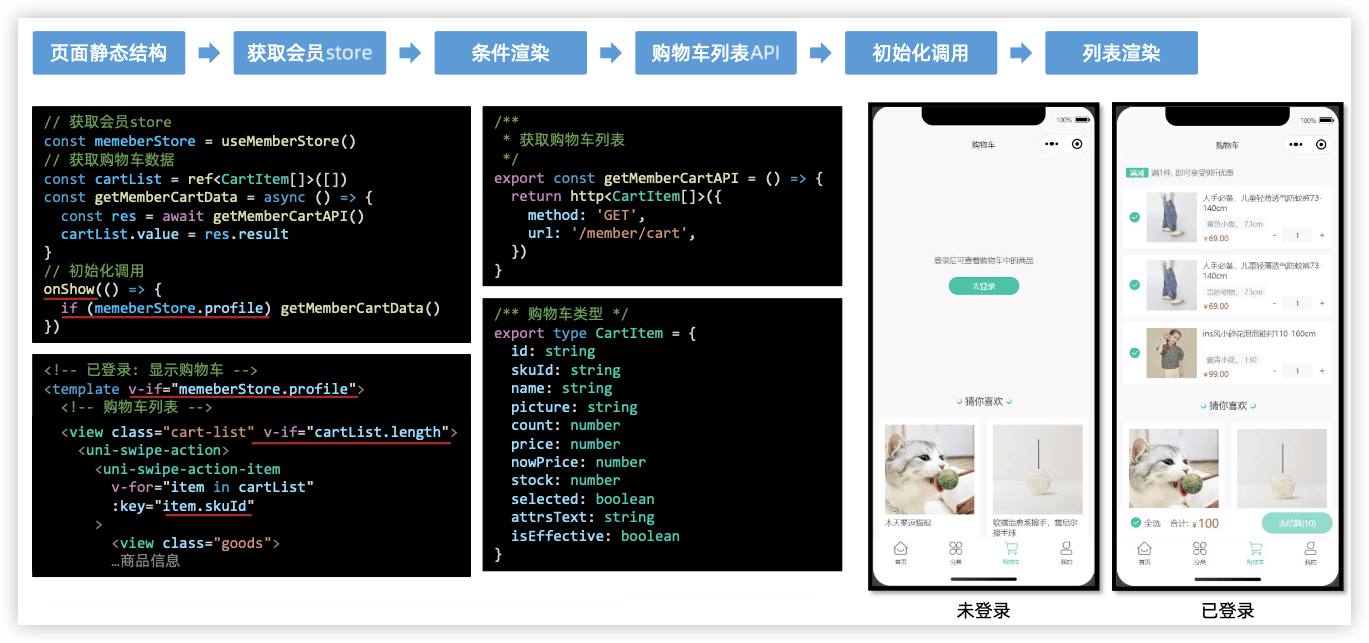 页面静态结构
获取会员store
条件渲染
购物车列表API
初始化调用
列表渲染
// 获取会员store
const memeberStore = useMemberStore()
// 获取购物车数据
const cartList = ref<CartItem[]>([])
const getMemberCartData = async () => {
const res = await getMemberCartAPI()
cartList.value = res.result
}
// 初始化调用
onShow(() => {
if (memeberStore.profile) getMemberCartData()
})
<!-- 已登录: 显示购物车 -->
<template v-if="memeberStore.profile">
<!-- 购物车列表 -->
<view class="cart-list" v-if="cartList.length">
<uni-swipe-action>
<uni-swipe-action-item
v-for="item in cartList"
:key="item.skuId"
>
<view class="goods">
…商品信息
/**
* 获取购物车列表
*/
export const getMemberCartAPI = () => {
return http<CartItem[]>({
method: 'GET',
url: '/member/cart',
})
}
/** 购物车类型 */
export type CartItem = {
id: string
skuId: string
name: string
picture: string
count: number
price: number
nowPrice: number
stock: number
selected: boolean
attrsText: string
isEffective: boolean
}
100%
购物车
登录后可查看购物车中的商品
去登录
猜你喜欢
木天蓼逗猫棍
软糯治愈系搓手，雪尼尔
擦手球
首页
分类
购物车
我的
未登录
100%
购物车
满减 满1件, 即可享受9折优惠
人手必备，儿童轻薄透气防蚊裤73-
140cm
黄色小象， 73cm
¥69.00
- 1 +
人手必备，儿童轻薄透气防蚊裤73-
140cm
奇妙动物， 73cm
¥69.00
- 1 +
ins风小碎花泡泡袖衬110-160cm
130
¥99.00
- 1 +
猜你喜欢
全选 合计: ¥100
去结算(10)
首页
分类
购物车
我的
已登录